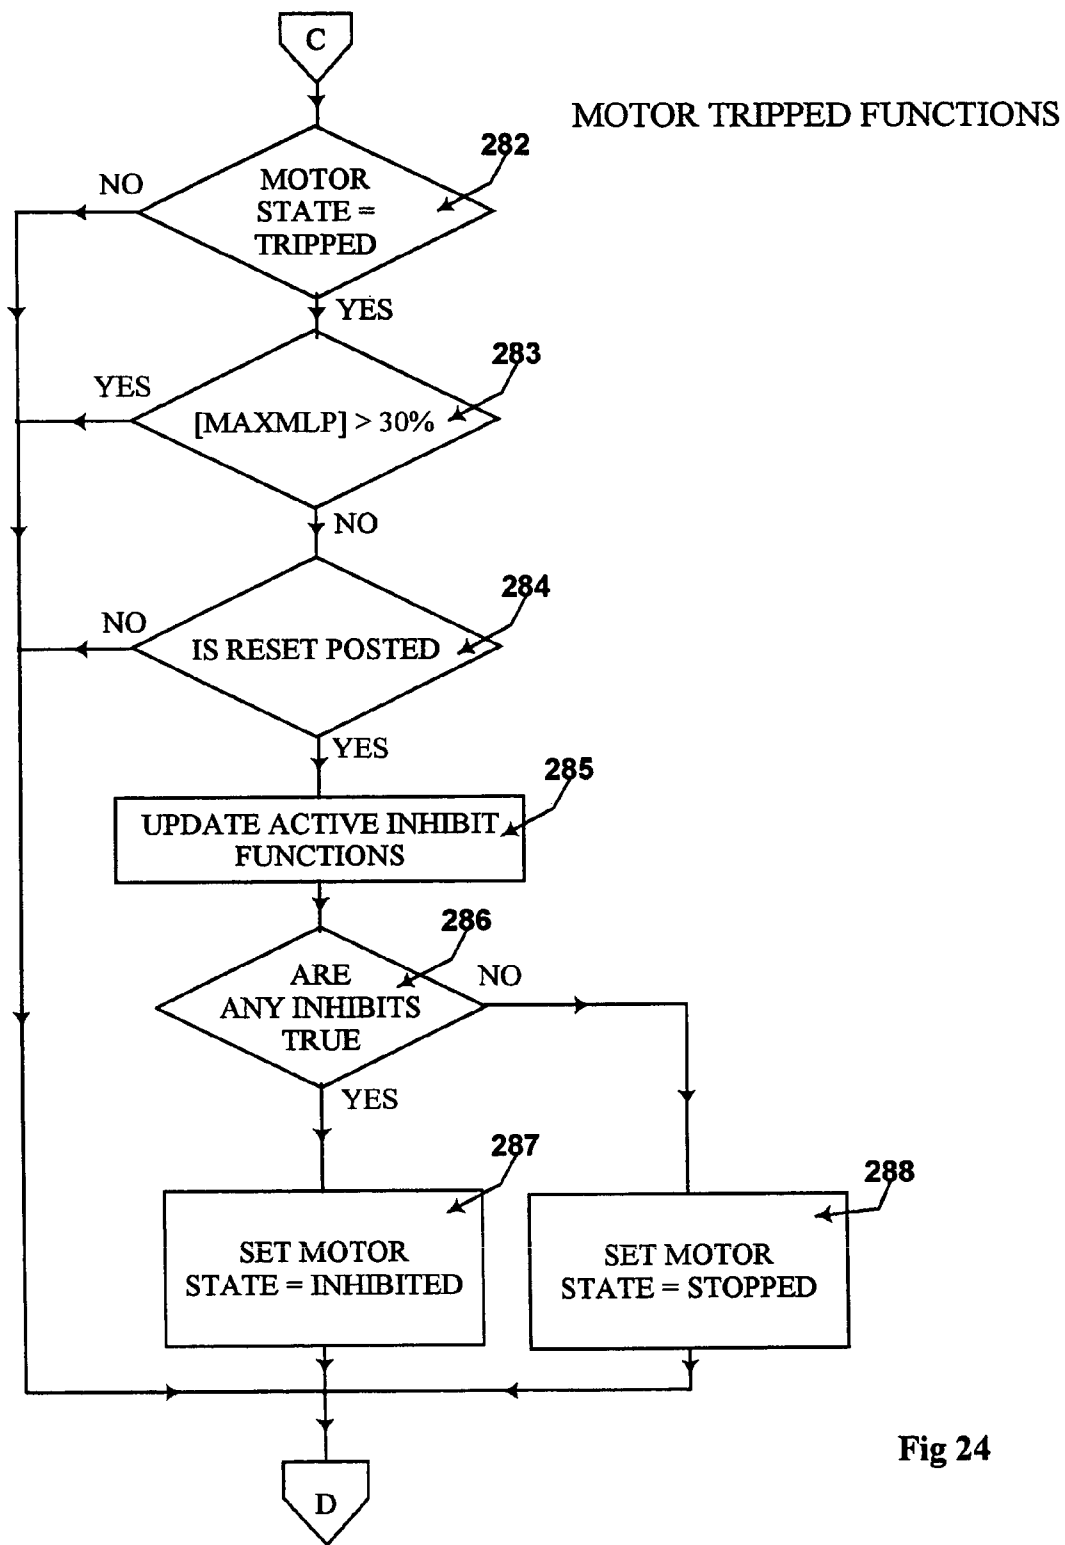 C
MOTOR TRIPPED FUNCTIONS
282
NO
MOTOR
STATE =
TRIPPED
YES
283
YES
[MAXMLP] > 30%
NO
284
NO
IS RESET POSTED
YES
285
UPDATE ACTIVE INHIBIT
FUNCTIONS
286
NO
ARE
ANY INHIBITS
TRUE
YES
287
288
SET MOTOR
STATE = INHIBITED
SET MOTOR
STATE = STOPPED
Fig 24
D